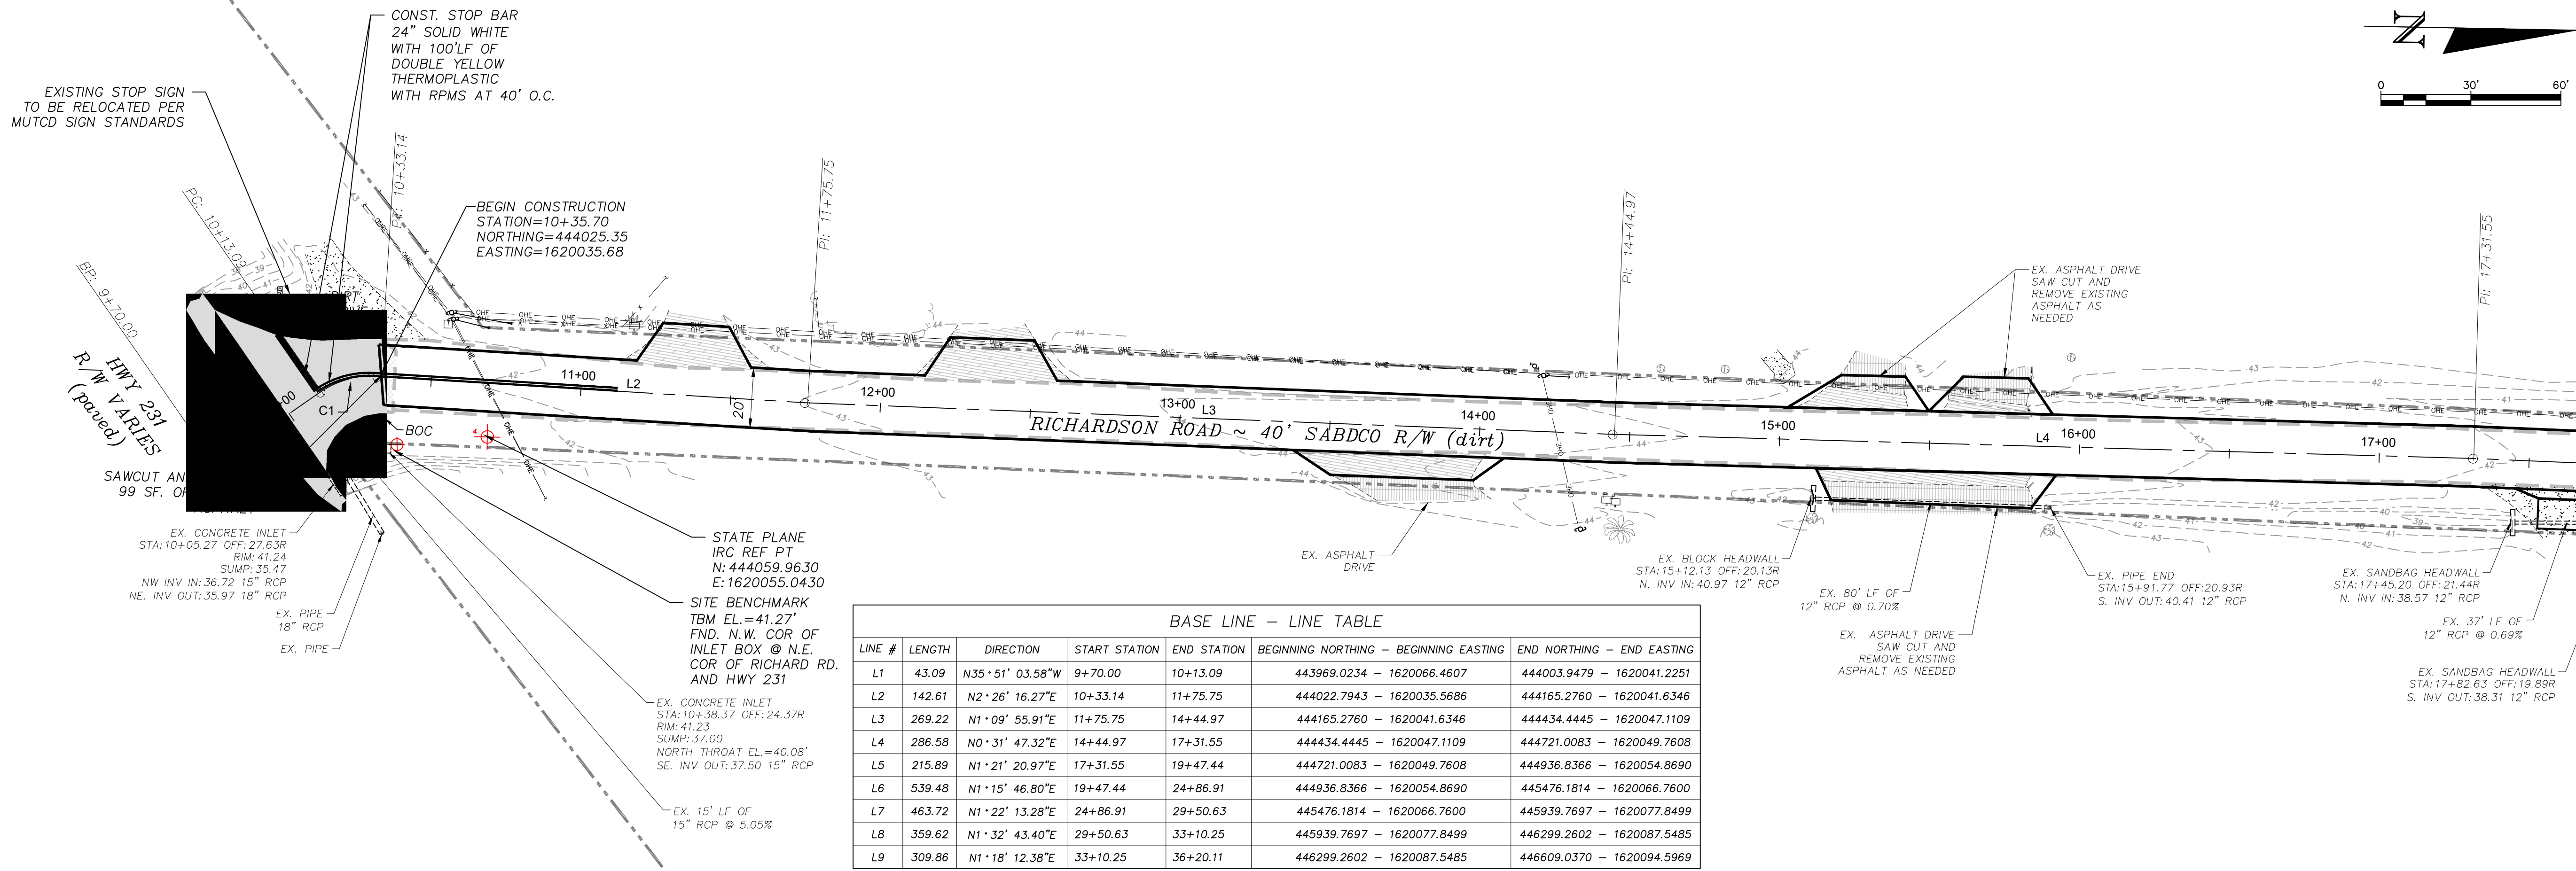 CONST. STOP BAR
24" SOLID WHITE
WITH 100'LF OF
DOUBLE YELLOW
THERMOPLASTIC
WITH RPMS AT 40' O.C.
EXISTING STOP SIGN
TO BE RELOCATED PER
MUTCD SIGN STANDARDS
N
0 30' 60'
BP: 9+70.00
PC: 10+13.09
PI: 10+33.14
BEGIN CONSTRUCTION
STATION=10+35.70
NORTHING=444025.35
EASTING=1620035.68
PI: 11+75.75
PI: 14+44.97
PI: 17+31.55
EX. ASPHALT DRIVE
SAW CUT AND
REMOVE EXISTING
ASPHALT AS
NEEDED
HWY 231
R/W VARIES
(paved)
C1
BOC
11+00
L2
20'
12+00
13+00
L3
14+00
15+00
L4
16+00
17+00
RICHARDSON ROAD ~ 40' SABDCO R/W (dirt)
SAWCUT AN
99 SF. OF
EX. CONCRETE INLET
STA:10+05.27 OFF:27.63R
RIM:41.24
SUMP:35.47
NW INV IN:36.72 15" RCP
NE. INV OUT:35.97 18" RCP
EX. PIPE
18" RCP
EX. PIPE
STATE PLANE
IRC REF PT
N:444059.9630
E:1620055.0430
SITE BENCHMARK
TBM EL.=41.27'
FND. N.W. COR OF
INLET BOX @ N.E.
COR OF RICHARD RD.
AND HWY 231
EX. CONCRETE INLET
STA:10+38.37 OFF:24.37R
RIM:41.23
SUMP:37.00
NORTH THROAT EL.=40.08'
SE. INV OUT:37.50 15" RCP
EX. 15' LF OF
15" RCP @ 5.05%
EX. ASPHALT
DRIVE
EX. BLOCK HEADWALL
STA:15+12.13 OFF:20.13R
N. INV IN:40.97 12" RCP
EX. 80' LF OF
12" RCP @ 0.70%
EX. ASPHALT DRIVE
SAW CUT AND
REMOVE EXISTING
ASPHALT AS NEEDED
EX. PIPE END
STA:15+91.77 OFF:20.93R
S. INV OUT:40.41 12" RCP
EX. SANDBAG HEADWALL
STA:17+45.20 OFF:21.44R
N. INV IN:38.57 12" RCP
EX. 37' LF OF
12" RCP @ 0.69%
EX. SANDBAG HEADWALL
STA:17+82.63 OFF:19.89R
S. INV OUT:38.31 12" RCP
BASE LINE – LINE TABLE
LINE # LENGTH DIRECTION START STATION END STATION BEGINNING NORTHING – BEGINNING EASTING END NORTHING – END EASTING
L1 43.09 N35°51' 03.58"W 9+70.00 10+13.09 443969.0234 – 1620066.4607 444003.9479 – 1620041.2251
L2 142.61 N2°26' 16.27"E 10+33.14 11+75.75 444022.7943 – 1620035.5686 444165.2760 – 1620041.6346
L3 269.22 N1°09' 55.91"E 11+75.75 14+44.97 444165.2760 – 1620041.6346 444434.4445 – 1620047.1109
L4 286.58 N0°31' 47.32"E 14+44.97 17+31.55 444434.4445 – 1620047.1109 444721.0083 – 1620049.7608
L5 215.89 N1°21' 20.97"E 17+31.55 19+47.44 444721.0083 – 1620049.7608 444936.8366 – 1620054.8690
L6 539.48 N1°15' 46.80"E 19+47.44 24+86.91 444936.8366 – 1620054.8690 445476.1814 – 1620066.7600
L7 463.72 N1°22' 13.28"E 24+86.91 29+50.63 445476.1814 – 1620066.7600 445939.7697 – 1620077.8499
L8 359.62 N1°32' 43.40"E 29+50.63 33+10.25 445939.7697 – 1620077.8499 446299.2602 – 1620087.5485
L9 309.86 N1°18' 12.38"E 33+10.25 36+20.11 446299.2602 – 1620087.5485 446609.0370 – 1620094.5969